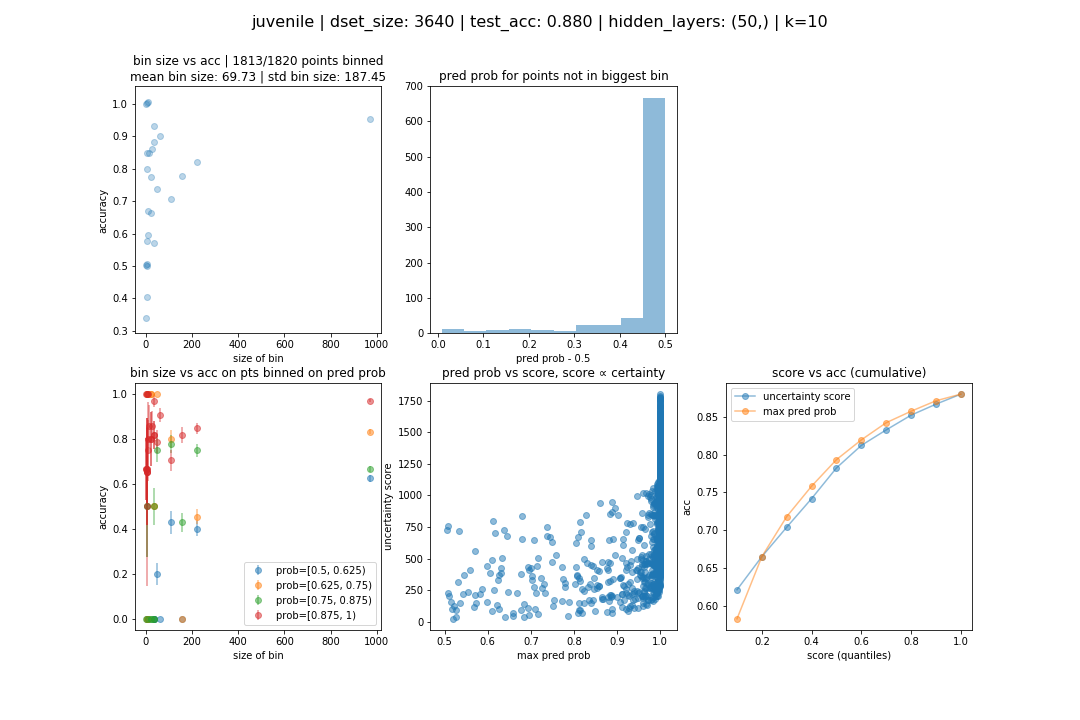 juvenile | dset_size: 3640 | test_acc: 0.880 | hidden_layers: (50,) | k=10
bin size vs acc | 1813/1820 points binned
mean bin size: 69.73 | std bin size: 187.45
1.0
0.9
0.8
0.7
0.6
0.5
0.4
0.3
accuracy
0 200 400 600 800 1000
size of bin
pred prob for points not in biggest bin
700
600
500
400
300
200
100
0
0.0 0.1 0.2 0.3 0.4 0.5
pred prob - 0.5
bin size vs acc on pts binned on pred prob
1.0
0.8
0.6
0.4
0.2
0.0
accuracy
prob=[0.5, 0.625)
prob=[0.625, 0.75)
prob=[0.75, 0.875)
prob=[0.875, 1)
0 200 400 600 800 1000
size of bin
pred prob vs score, score ∝ certainty
1750
1500
1250
1000
750
500
250
0
uncertainty score
0.5 0.6 0.7 0.8 0.9 1.0
max pred prob
score vs acc (cumulative)
uncertainty score
max pred prob
0.85
0.80
0.75
0.70
0.65
0.60
acc
0.2 0.4 0.6 0.8 1.0
score (quantiles)